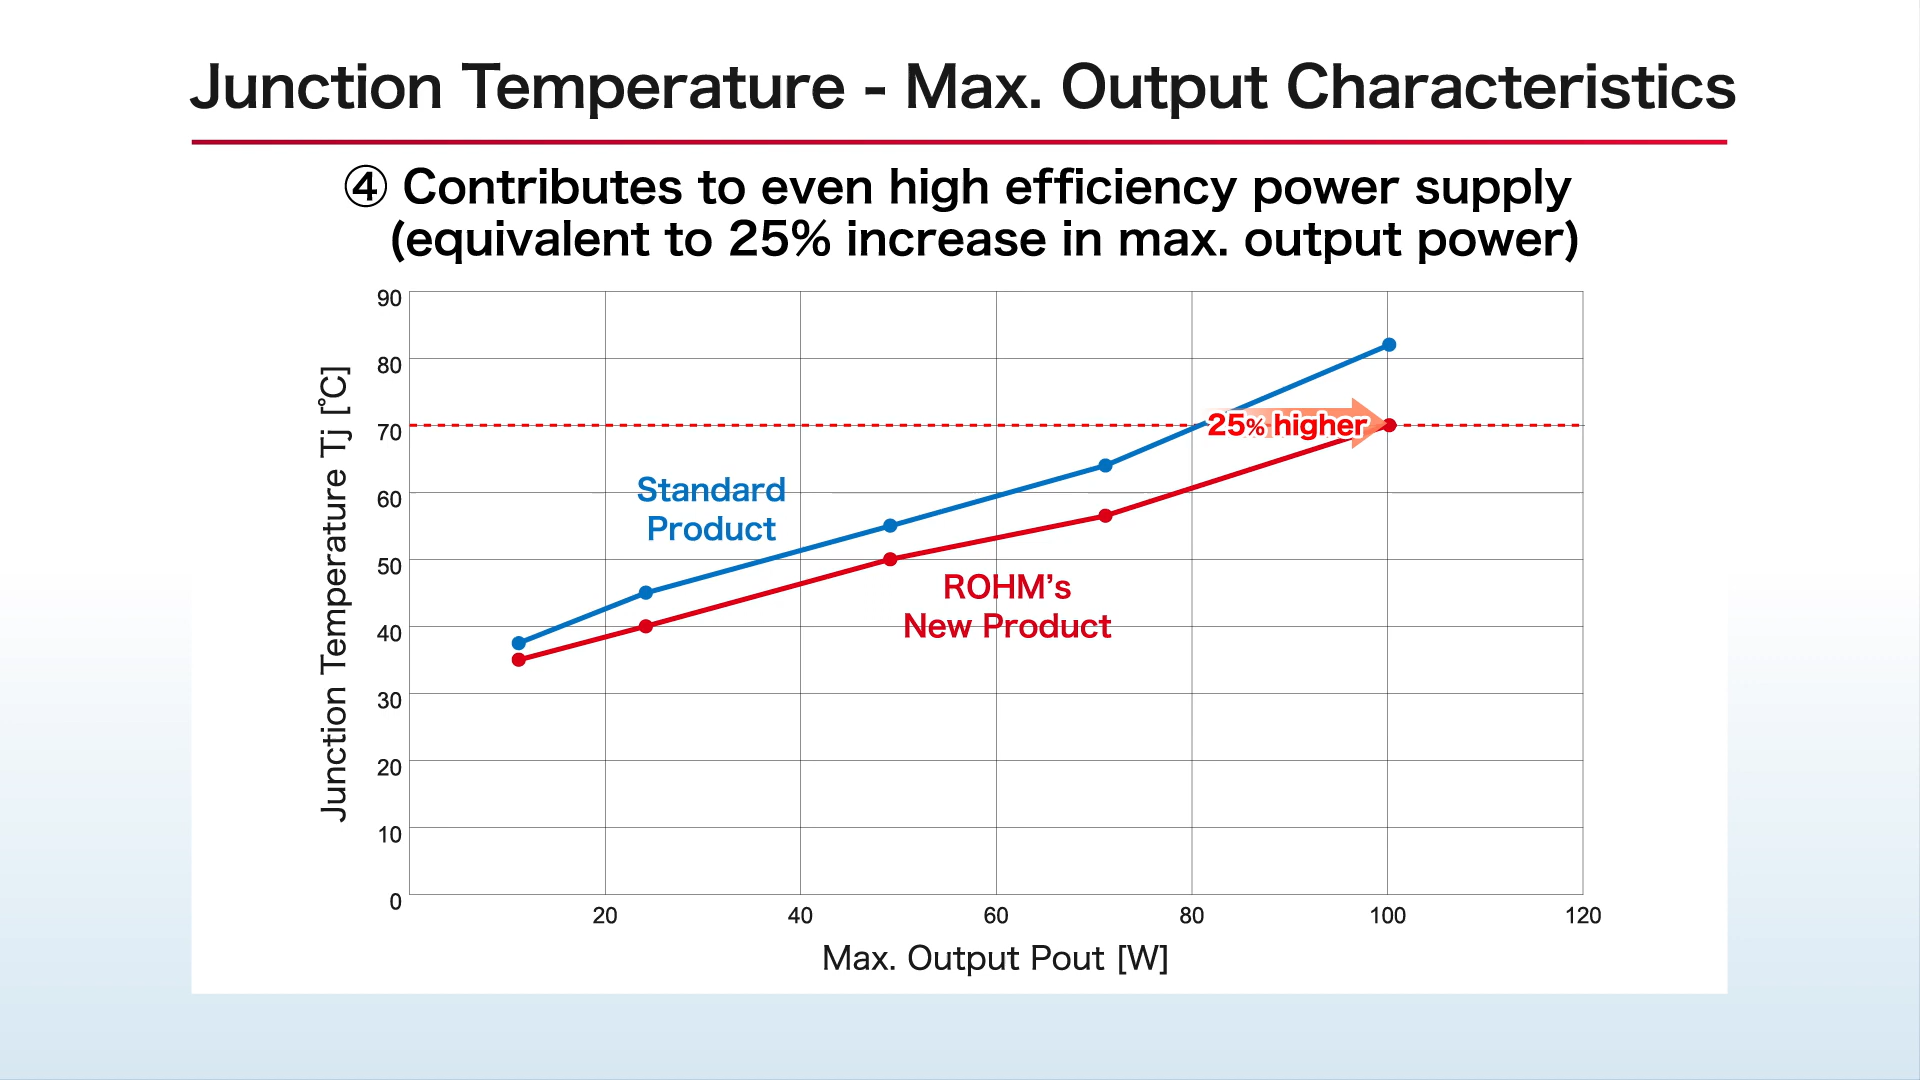 Junction Temperature - Max. Output Characteristics
④ Contributes to even high efficiency power supply
(equivalent to 25% increase in max. output power)
90
80
70
60
50
40
30
20
10
0
Junction Temperature Tj [℃]
25% higher
Standard
Product
ROHM's
New Product
20 40 60 80 100 120
Max. Output Pout [W]